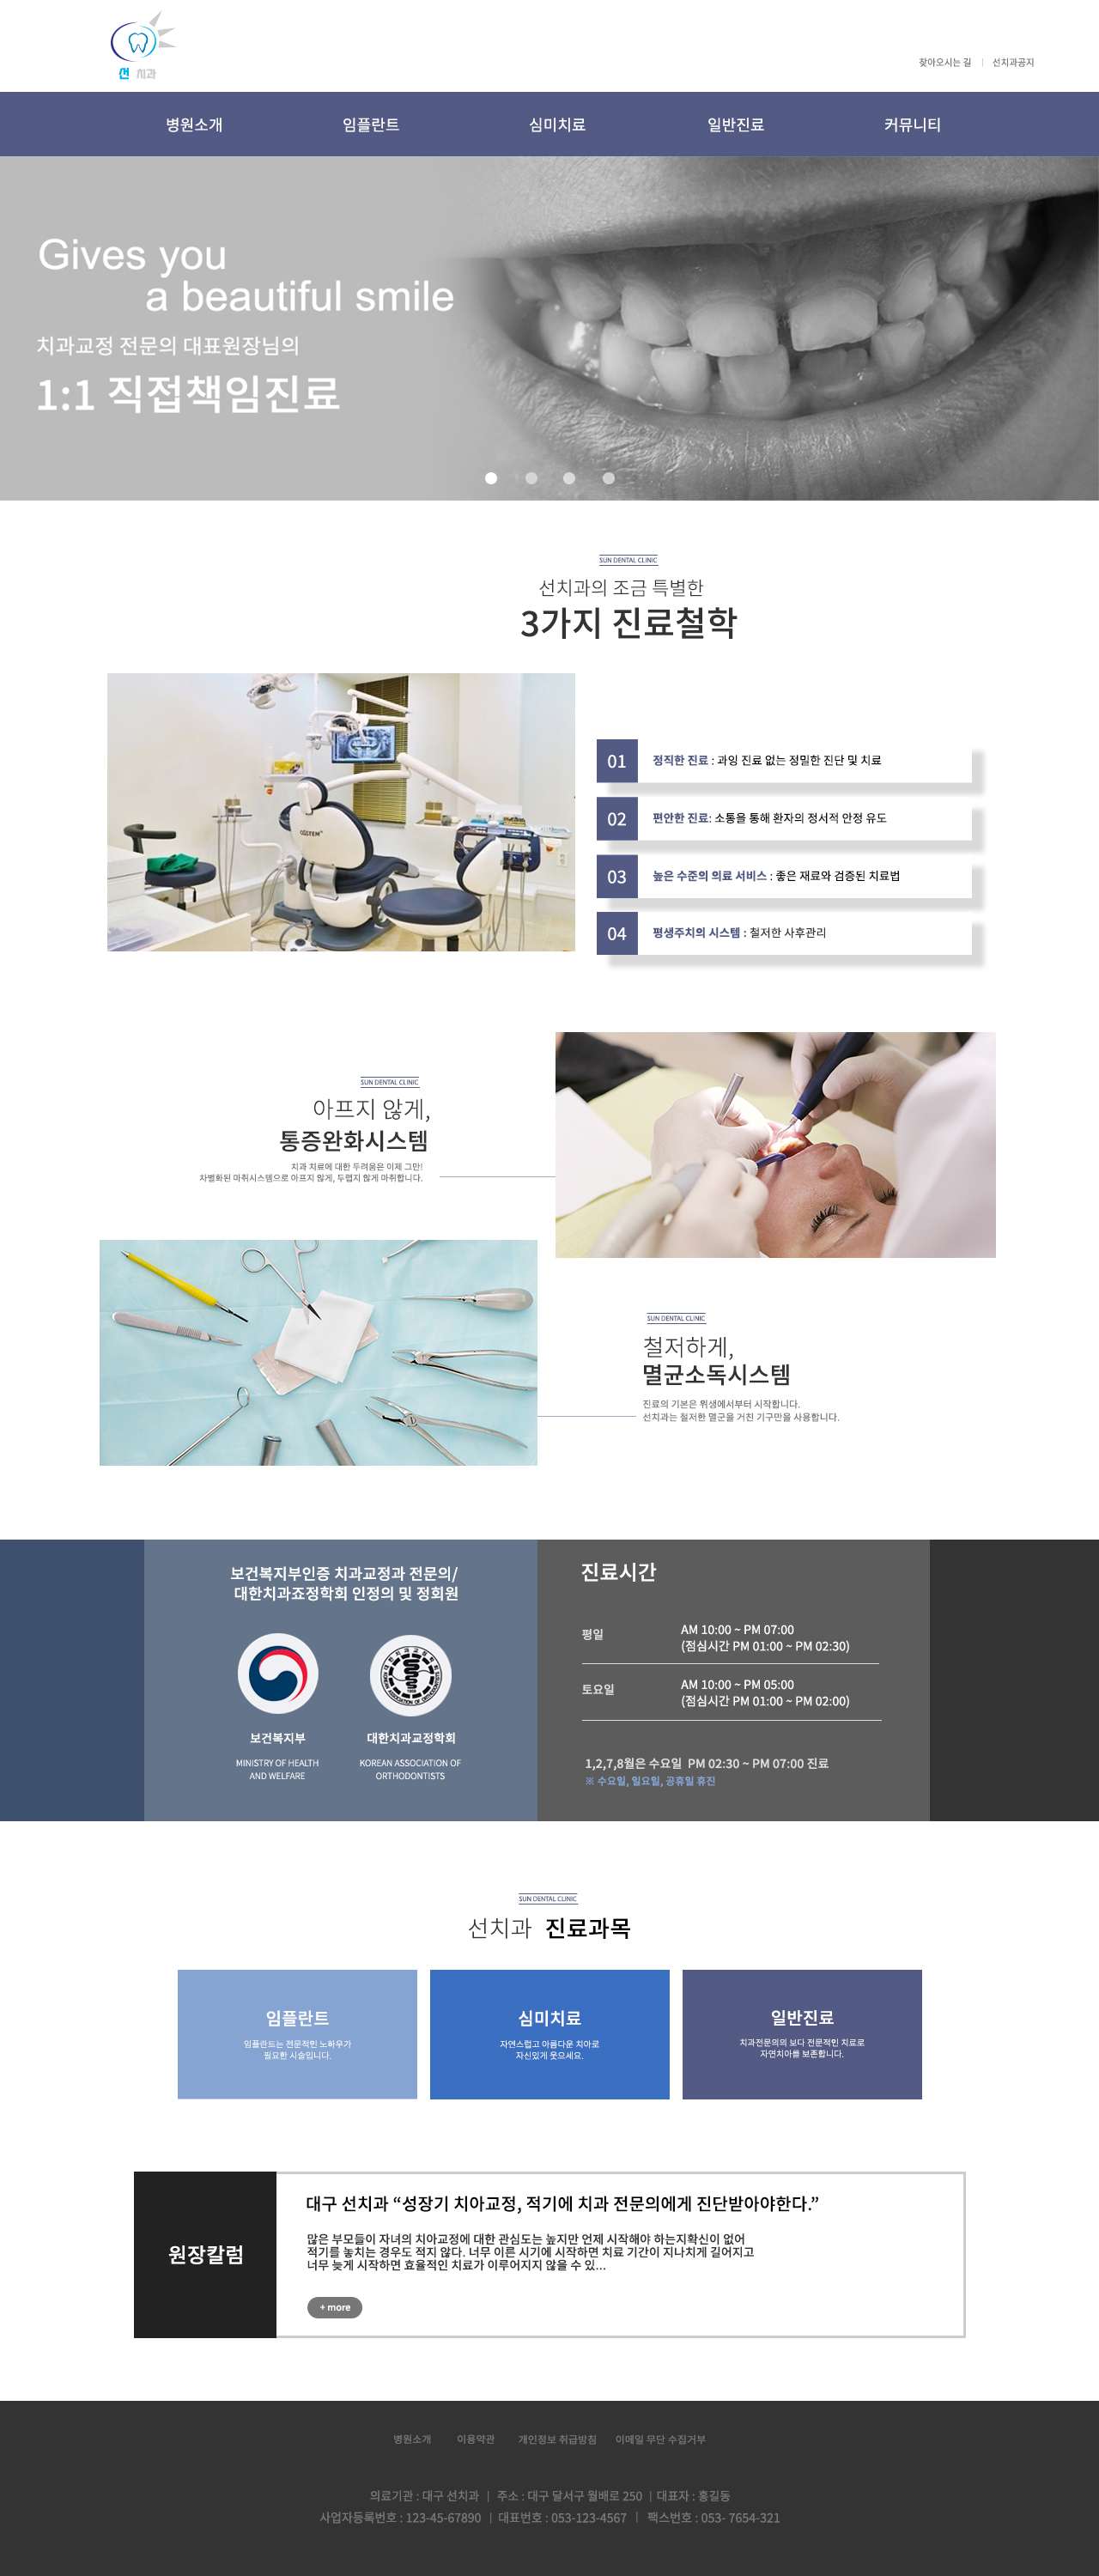 선 치과
찾아오시는 길 | 선치과공지
병원소개 임플란트 심미치료 일반진료 커뮤니티
Gives you
a beautiful smile
치과교정 전문의 대표원장님의
1:1 직접책임진료
SUN DENTAL CLINIC
선치과의 조금 특별한
3가지 진료철학
OSSTEM
01 정직한 진료 : 과잉 진료 없는 정밀한 진단 및 치료
02 편안한 진료: 소통을 통해 환자의 정서적 안정 유도
03 높은 수준의 의료 서비스 : 좋은 재료와 검증된 치료법
04 평생주치의 시스템 : 철저한 사후관리
SUN DENTAL CLINIC
아프지 않게,
통증완화시스템
치과 치료에 대한 두려움은 이제 그만!
차별화된 마취시스템으로 아프지 않게, 두렵지 않게 마취합니다.
SUN DENTAL CLINIC
철저하게,
멸균소독시스템
진료의 기본은 위생에서부터 시작합니다.
선치과는 철저한 멸군을 거친 기구만을 사용합니다.
보건복지부인증 치과교정과 전문의/
대한치과죠정학회 인정의 및 정회원
보건복지부
MINISTRY OF HEALTH
AND WELFARE
대한치과교정학회
KOREAN ASSOCIATION OF
ORTHODONTISTS
진료시간
평일 AM 10:00 ~ PM 07:00
(점심시간 PM 01:00 ~ PM 02:30)
토요일 AM 10:00 ~ PM 05:00
(점심시간 PM 01:00 ~ PM 02:00)
1,2,7,8월은 수요일 PM 02:30 ~ PM 07:00 진료
※ 수요일, 일요일, 공휴일 휴진
SUN DENTAL CLINIC
선치과 진료과목
임플란트
임플란드는 전문적인 노화우가
필요한 시술입니다.
심미치료
자연스럽고 아름다운 치아로
자신있게 웃으세요.
일반진료
치과전문의의 보다 전문적인 치료로
자연치아를 보존합니다.
원장칼럼
대구 선치과 “성장기 치아교정, 적기에 치과 전문의에게 진단받아야한다.”
많은 부모들이 자녀의 치아교정에 대한 관심도는 높지만 언제 시작해야 하는지확신이 없어
적기를 놓치는 경우도 적지 않다. 너무 이른 시기에 시작하면 치료 기간이 지나치게 길어지고
너무 늦게 시작하면 효율적인 치료가 이루어지지 않을 수 있...
+ more
병원소개 이용약관 개인정보 취급방침 이메일 무단 수집거부
의료기관 : 대구 선치과 | 주소 : 대구 달서구 월배로 250 | 대표자 : 홍길동
사업자등록번호 : 123-45-67890 | 대표번호 : 053-123-4567 | 팩스번호 : 053- 7654-321